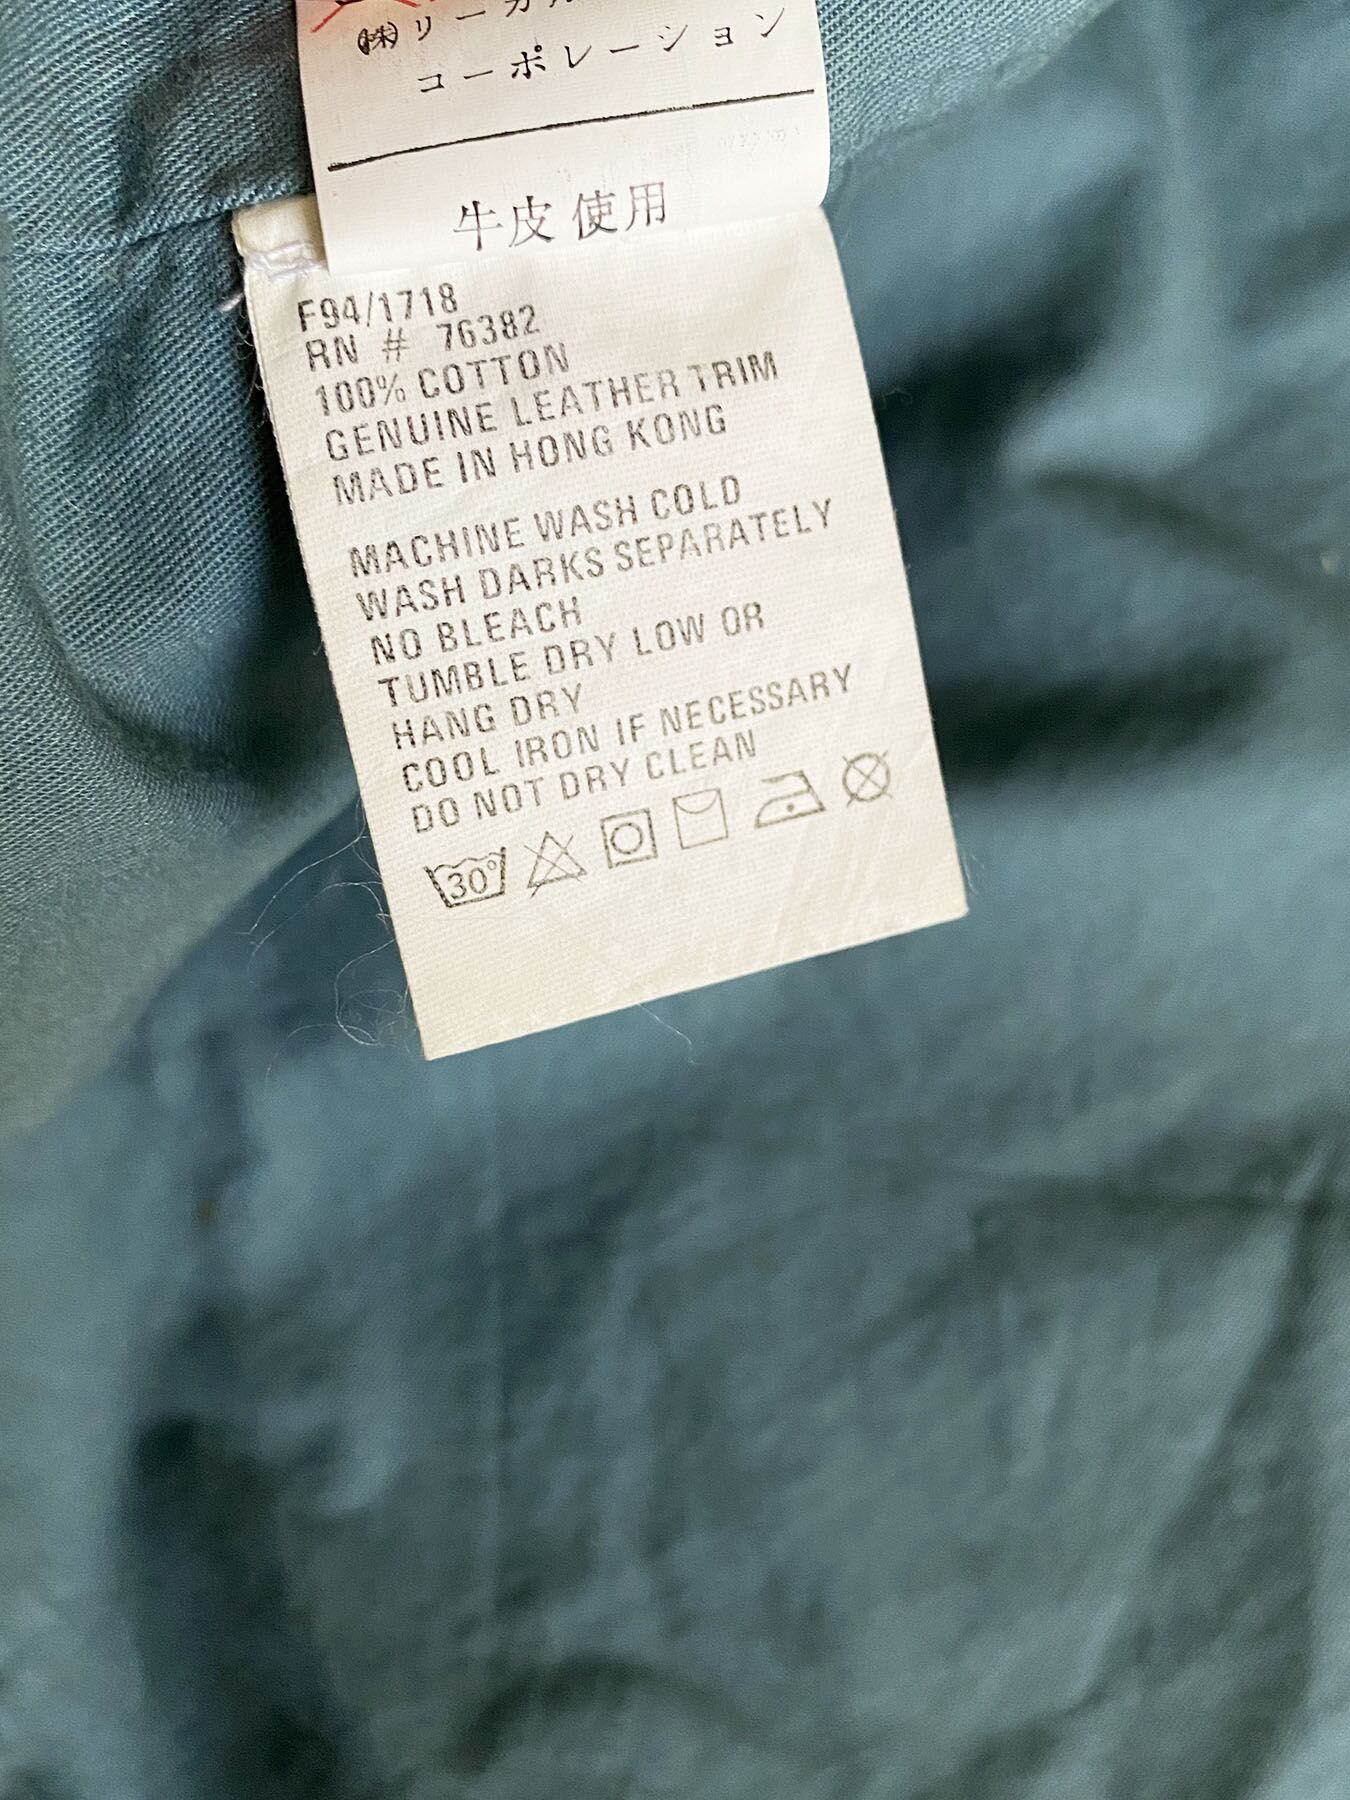 ㈱リーガル
コーポレーション
牛皮 使用
F94/1718
RN # 76382
100% COTTON
GENUINE LEATHER TRIM
MADE IN HONG KONG
MACHINE WASH COLD
WASH DARKS SEPARATELY
NO BLEACH
TUMBLE DRY LOW OR
HANG DRY
COOL IRON IF NECESSARY
DO NOT DRY CLEAN
30°